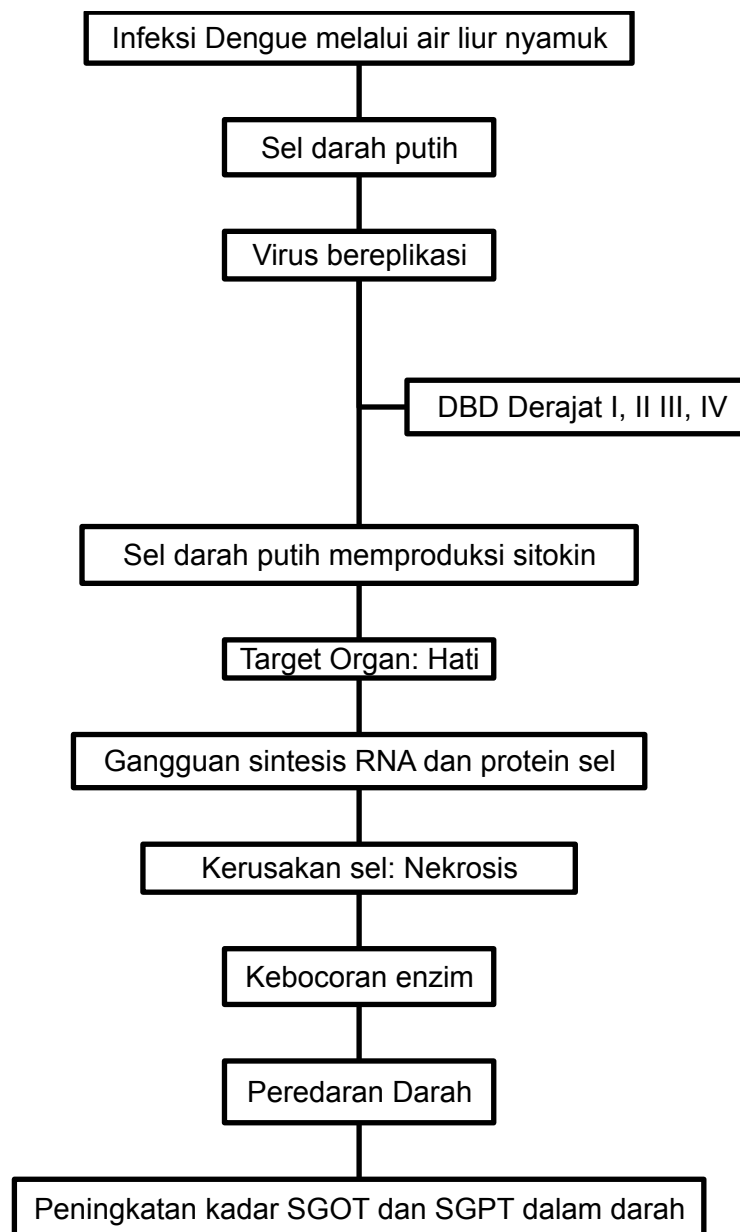 Infeksi Dengue melalui air liur nyamuk
Sel darah putih
Virus bereplikasi
DBD Derajat I, II III, IV
Sel darah putih memproduksi sitokin
Target Organ: Hati
Gangguan sintesis RNA dan protein sel
Kerusakan sel: Nekrosis
Kebocoran enzim
Peredaran Darah
Peningkatan kadar SGOT dan SGPT dalam darah